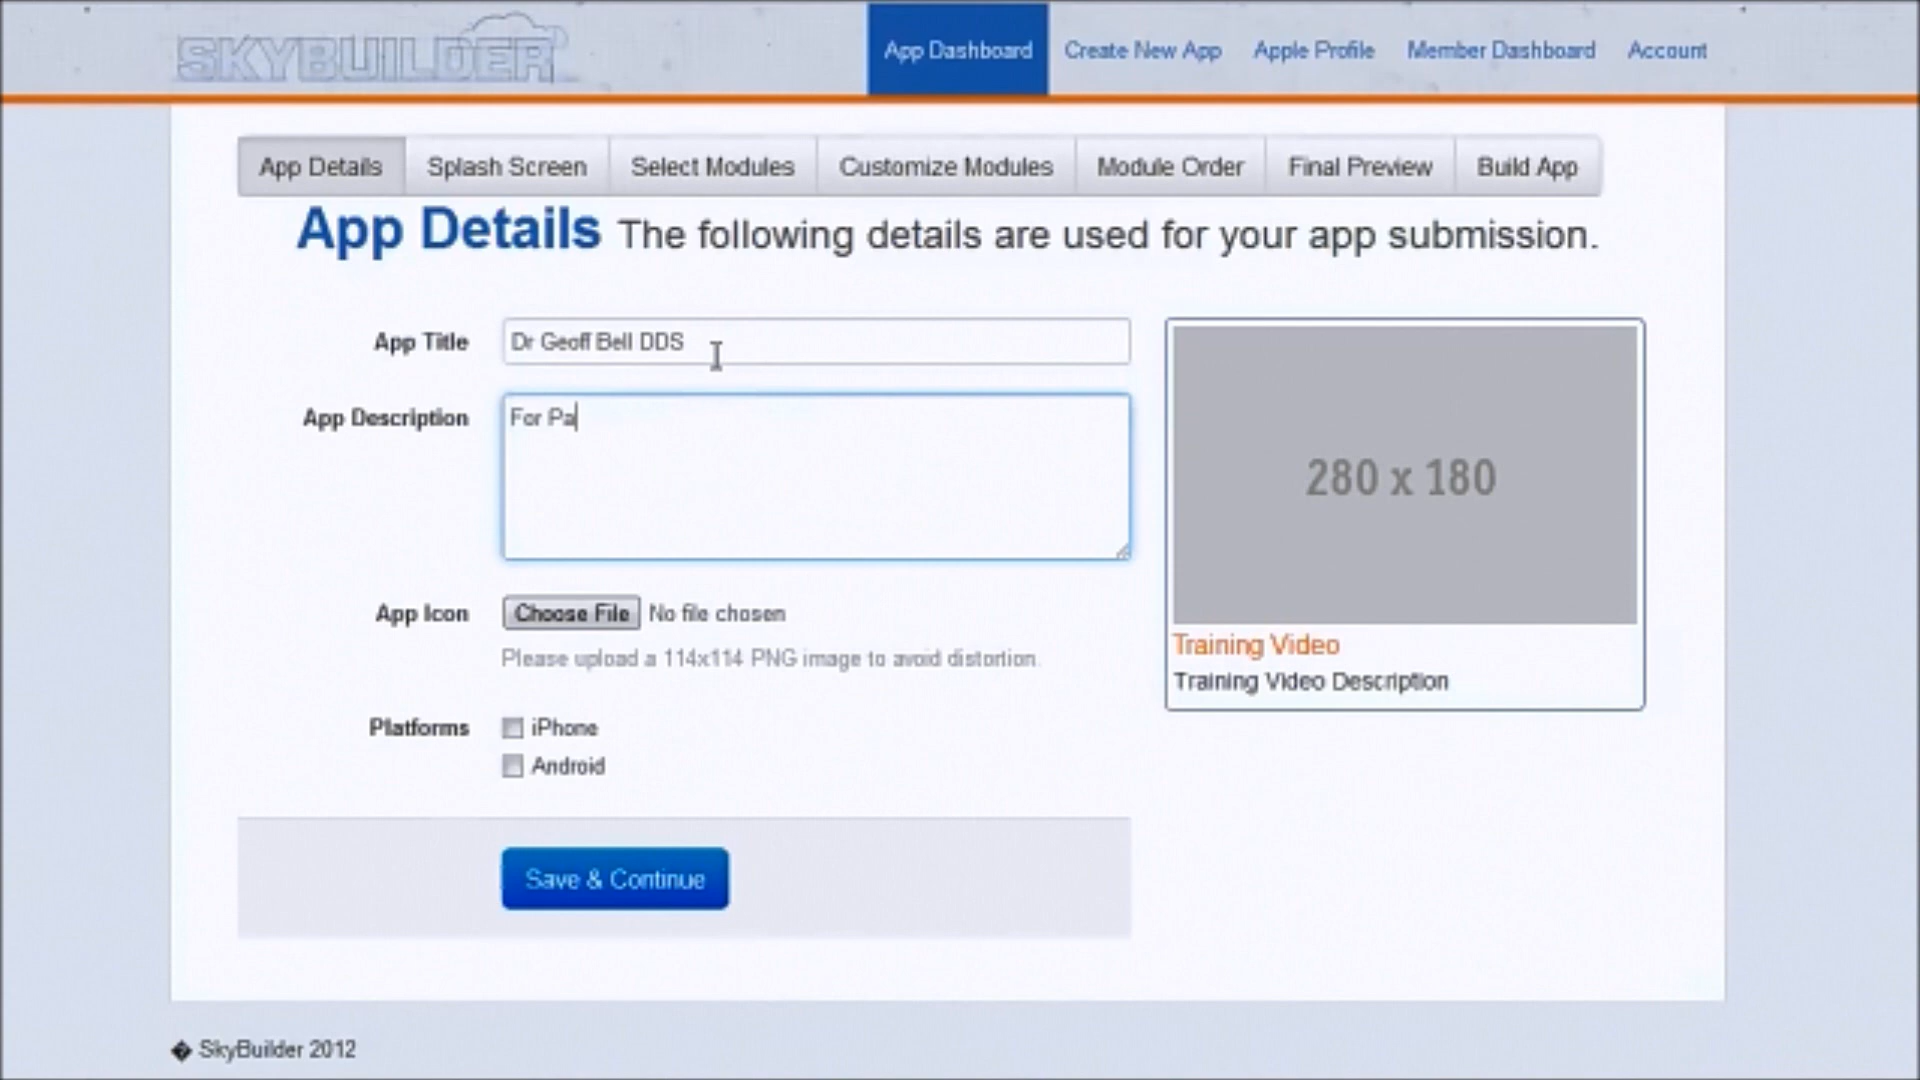 SKYBUILDER
App Dashboard Create New App Apple Profile Member Dashboard Account
App Details Splash Screen Select Modules Customize Modules Module Order Final Preview Build App
App Details The following details are used for your app submission.
App Title Dr Geoff Bell DDS
App Description For Pa
280 x 180
Training Video
Training Video Description
App Icon Choose File No file chosen
Please upload a 114x114 PNG image to avoid distortion.
Platforms iPhone
Android
Save & Continue
� SkyBuilder 2012